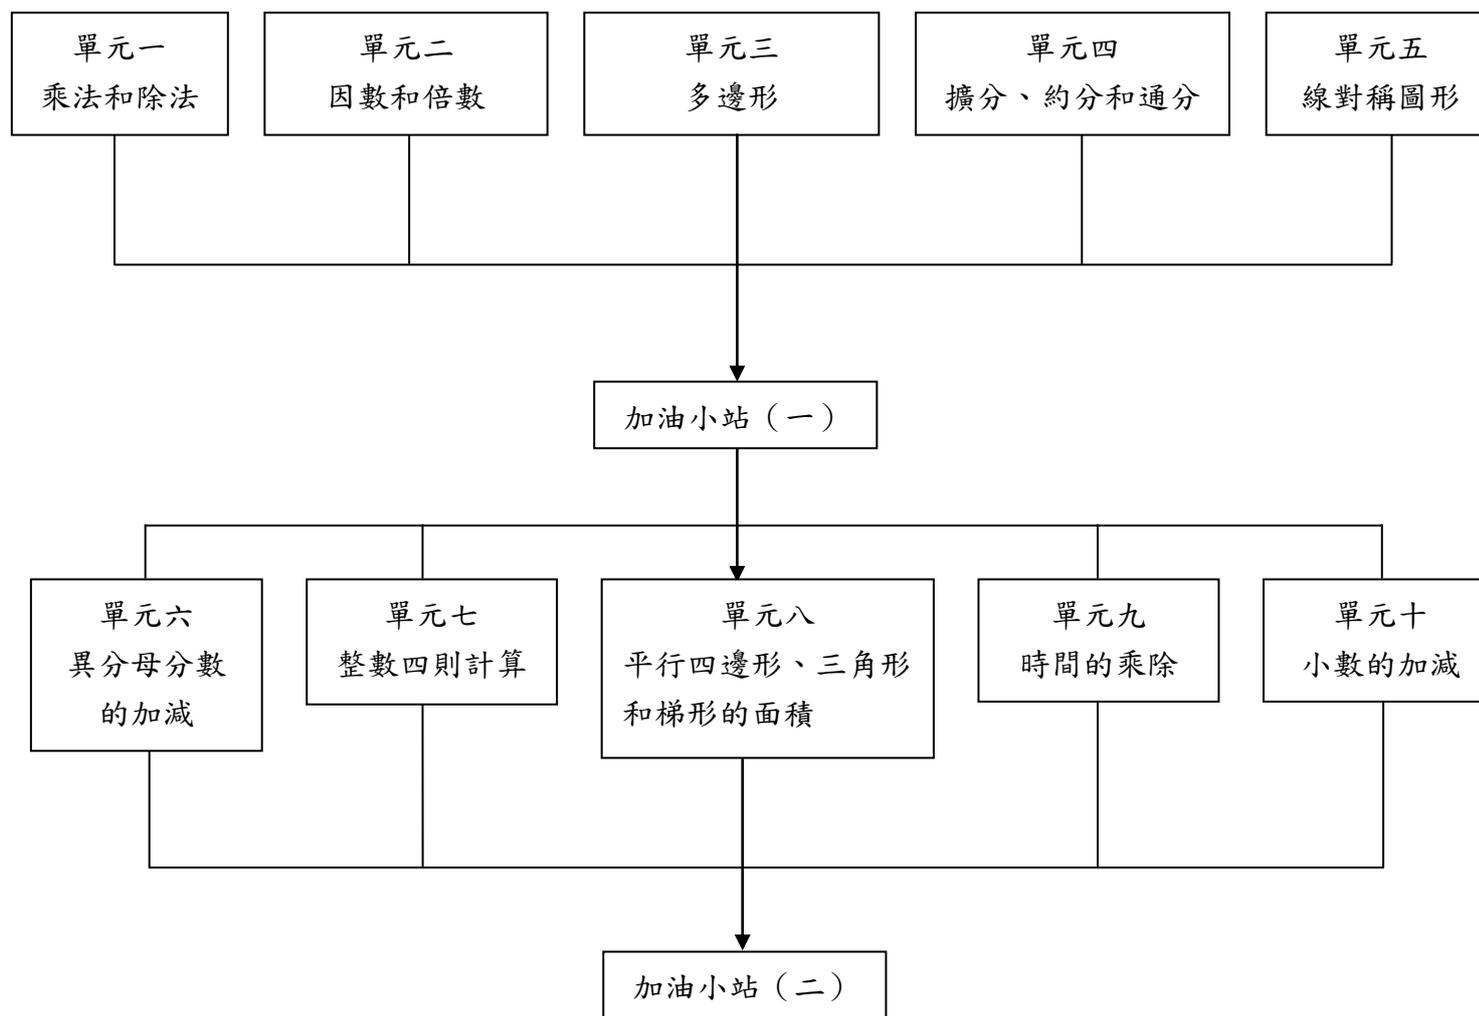 單元一
乘法和除法
單元二
因數和倍數
單元三
多邊形
單元四
擴分、約分和通分
單元五
線對稱圖形
加油小站（一）
單元六
異分母分數
的加減
單元七
整數四則計算
單元八
平行四邊形、三角形
和梯形的面積
單元九
時間的乘除
單元十
小數的加減
加油小站（二）